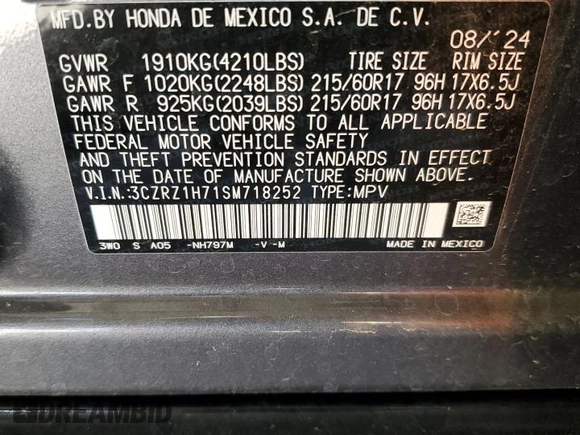 MFD.BY HONDA DE MEXICO S.A. DE C.V.
08/'24
GVWR 1910KG(4210LBS) TIRE SIZE RIM SIZE
GAWR F 1020KG(2248LBS) 215/60R17 96H 17X6.5J
GAWR R 925KG(2039LBS) 215/60R17 96H 17X6.5J
THIS VEHICLE CONFORMS TO ALL APPLICABLE
FEDERAL MOTOR VEHICLE SAFETY
AND THEFT PREVENTION STANDARDS IN EFFECT
ON THE DATE OF MANUFACTURE SHOWN ABOVE.
V.I.N.:3CZRZ1H71SM718252 TYPE:MPV
3W0 S A05 -NH797M -V-M MADE IN MEXICO
DREAMBID